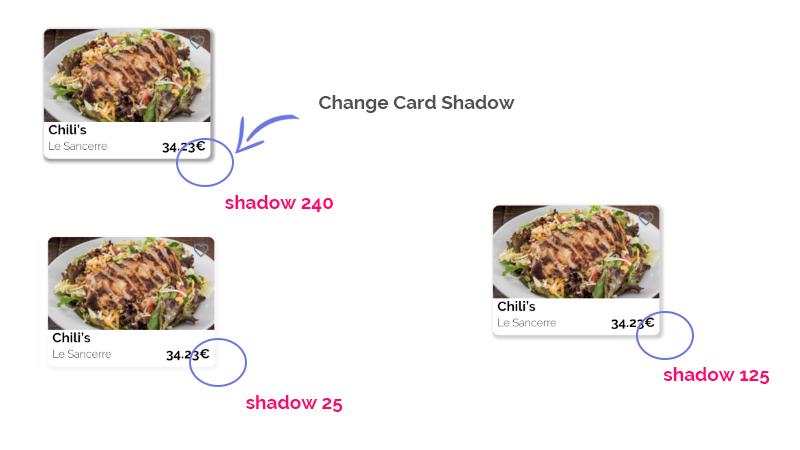 Change Card Shadow
Chili's
Le Sancerre 34.23€
shadow 240
Chili's
Le Sancerre 34.23€
shadow 125
Chili's
Le Sancerre 34.23€
shadow 25